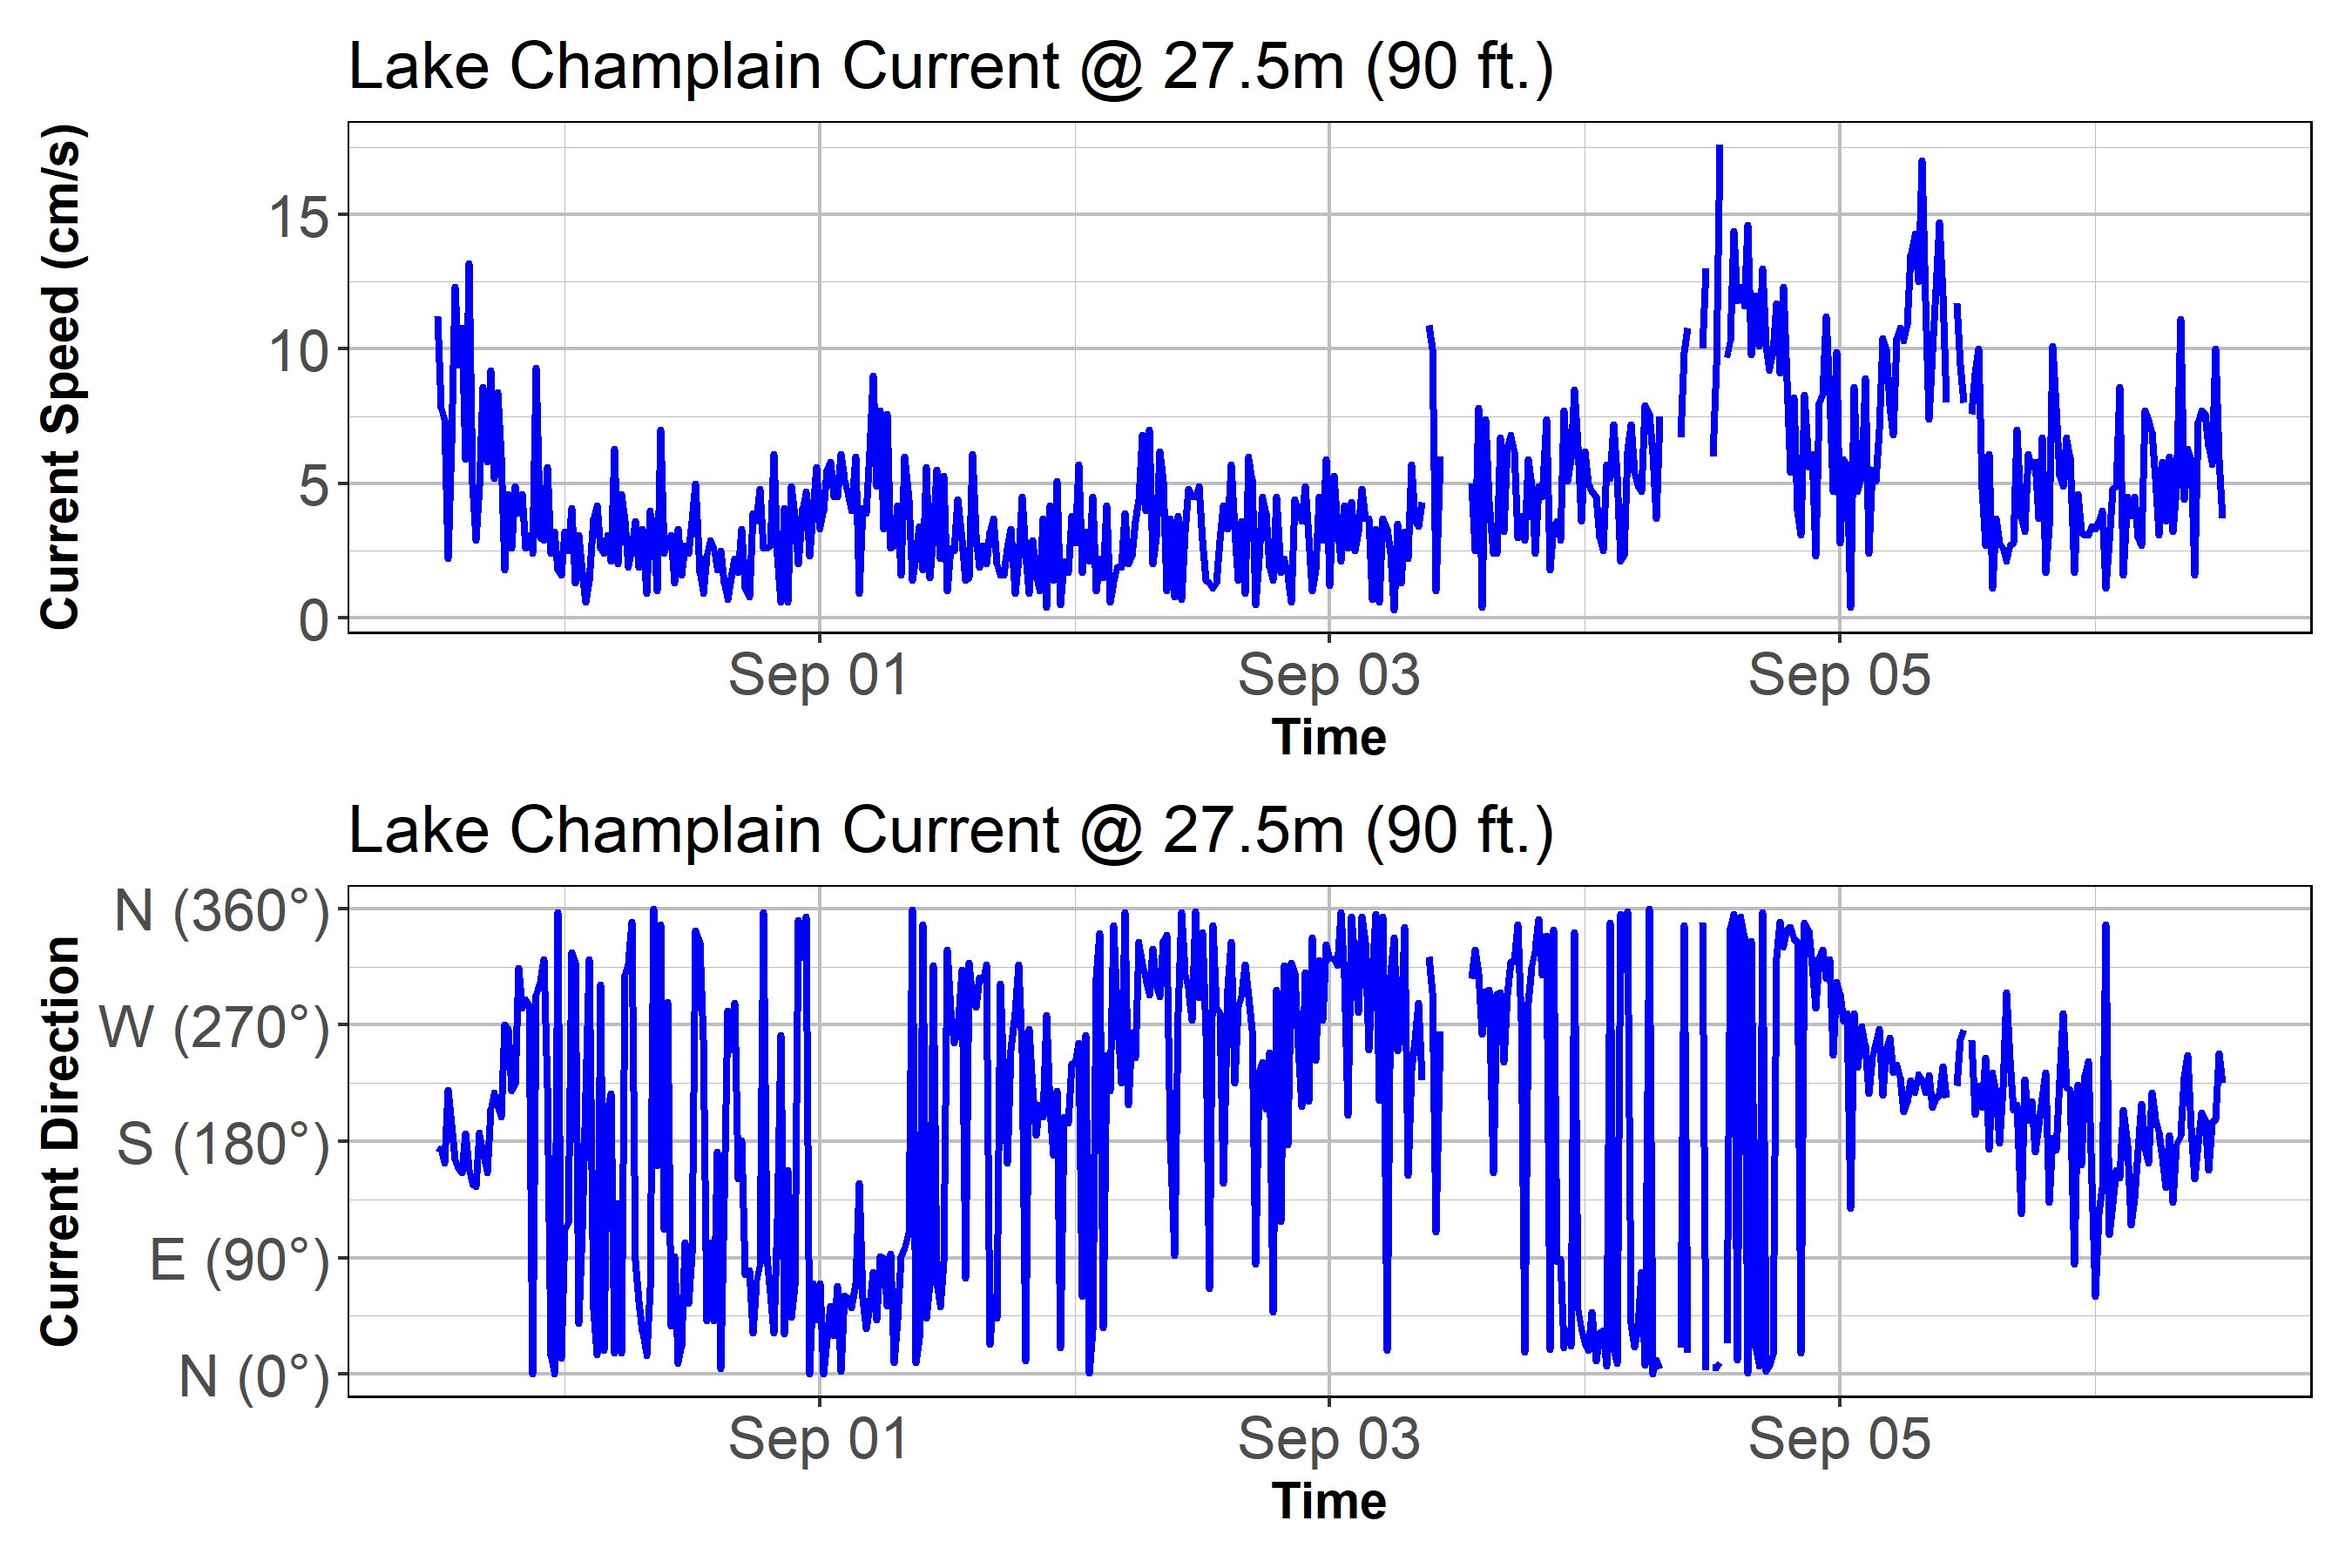 Lake Champlain Current @ 27.5m (90 ft.)
Current Speed (cm/s)
15
10
5
0
Sep 01 Sep 03 Sep 05
Time
Lake Champlain Current @ 27.5m (90 ft.)
Current Direction
N (360°)
W (270°)
S (180°)
E (90°)
N (0°)
Sep 01 Sep 03 Sep 05
Time